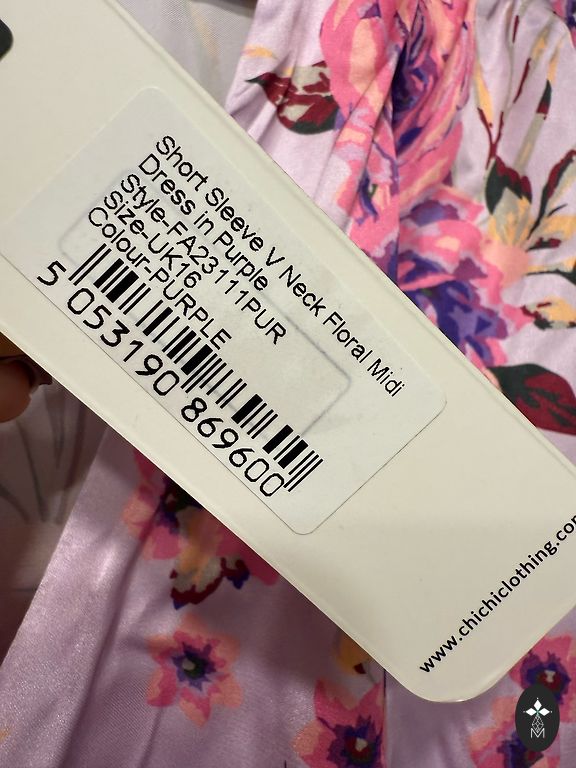 Short Sleeve V Neck Floral Midi
Dress in Purple
Style-FA23111PUR
Size-UK16
Colour-PURPLE
5 053190 869600
www.chichiclothing.com
M